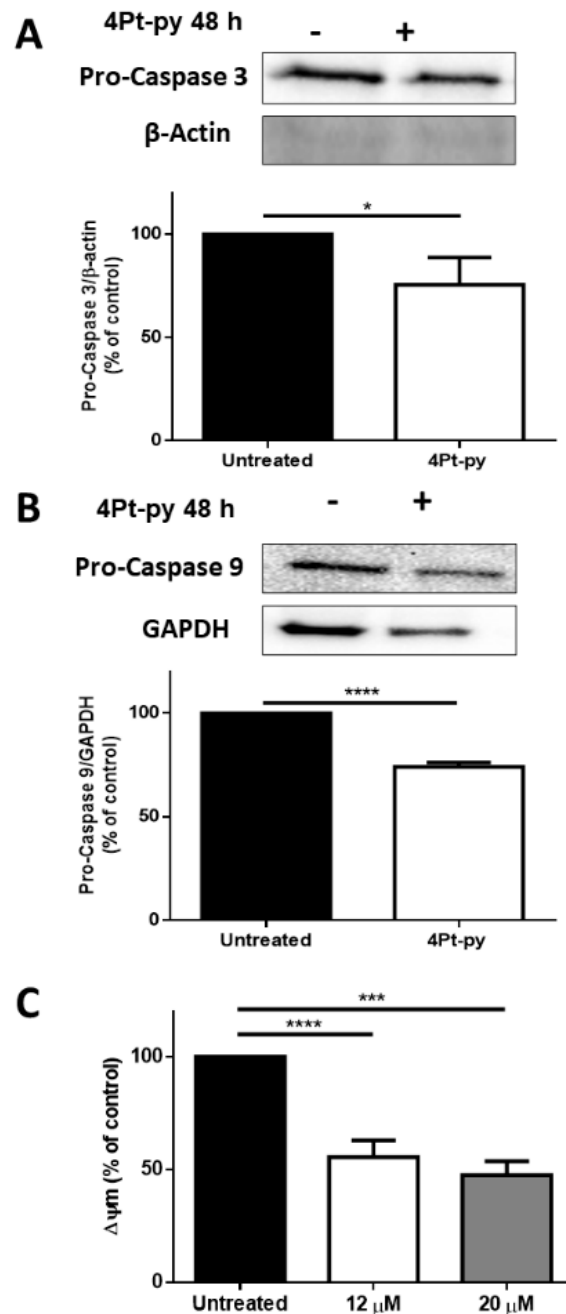 A
4Pt-py 48 h - +
Pro-Caspase 3
β-Actin
*
Pro-Caspase 3/β-actin
(% of control)
100
50
0
Untreated 4Pt-py
B
4Pt-py 48 h - +
Pro-Caspase 9
GAPDH
****
Pro-Caspase 9/GAPDH
(% of control)
100
50
0
Untreated 4Pt-py
C
***
****
Δψm (% of control)
100
50
0
Untreated 12 μM 20 μM